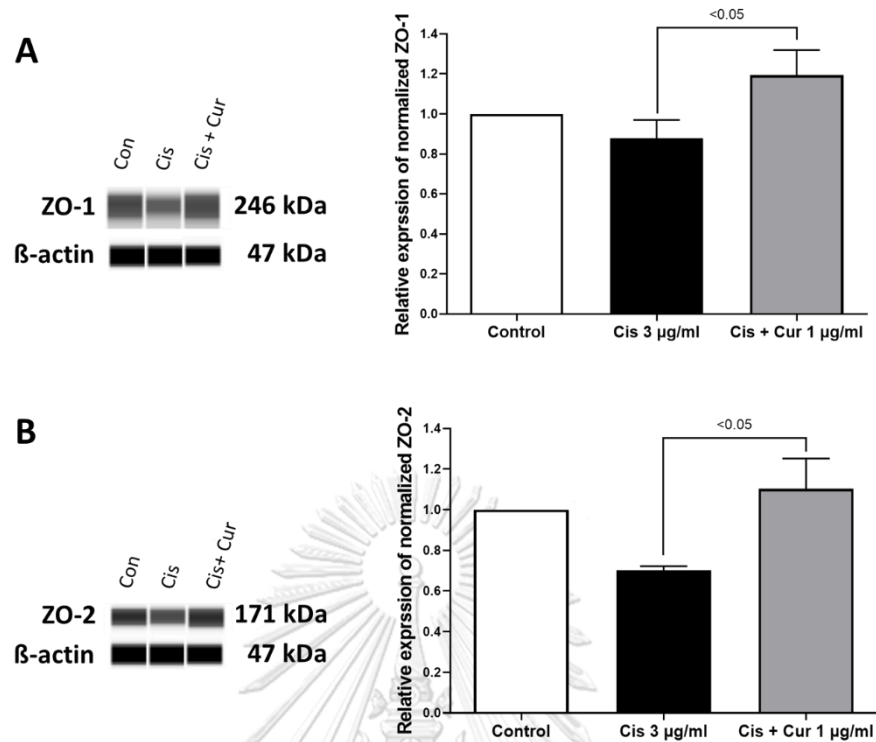 A
Con Cis Cis + Cur
ZO-1 246 kDa
ß-actin 47 kDa
Relative exprssion of normalized ZO-1
<0.05
1.4
1.2
1.0
0.8
0.6
0.4
0.2
0.0
Control Cis 3 µg/ml Cis + Cur 1 µg/ml
B
Con Cis Cis+ Cur
ZO-2 171 kDa
ß-actin 47 kDa
Relative exprssion of normalized ZO-2
<0.05
1.4
1.2
1.0
0.8
0.6
0.4
0.2
0.0
Control Cis 3 µg/ml Cis + Cur 1 µg/ml